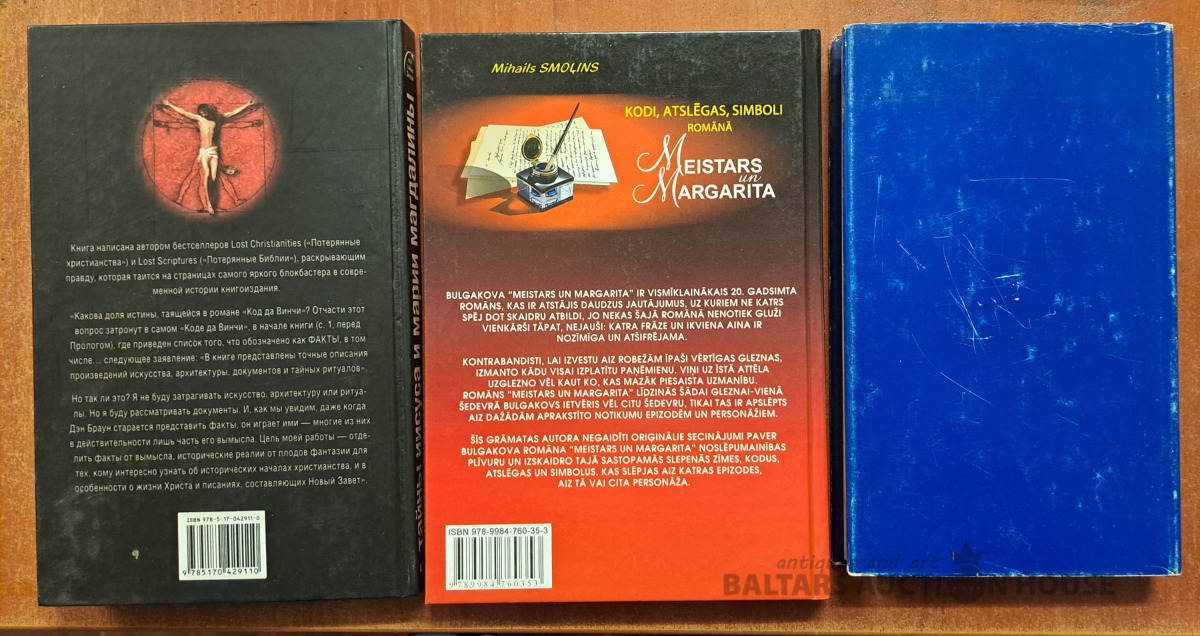 Книга написана автором бестселлеров Lost Christianities («Потерянные
христианства») и Lost Scriptures («Потерянные Библии»), раскрывающим
правду, которая таится на страницах самого яркого блокбастера в совре-
менной истории книгоиздания.
«Какова доля истины, таящейся в романе «Код да Винчи»? Отчасти этот
вопрос затронут в самом «Коде да Винчи», в начале книги (с. 1, перед
Прологом), где приведен список того, что обозначено как ФАКТЫ, в том
числе... следующее заявление: «В книге представлены точные описания
произведений искусства, архитектуры, документов и тайных ритуалов».
Но так ли это? Я не буду затрагивать искусство, архитектуру или ритуа-
лы. Но я буду рассматривать документы. И, как мы увидим, даже когда
Дэн Браун старается представить факты, он играет ими — многие из них
в действительности лишь часть его вымысла. Цель моей работы — отде-
лить факты от вымысла, исторические реалии от плодов фантазии для
тех, кому интересно узнать об исторических началах христианства, и в
особенности о жизни Христа и писаниях, составляющих Новый Завет».
ISBN 978-5-17-042911-0
9 785170 429110
тайны Иисуса и Марии Магдалины
Mihails SMOĻINS
KODI, ATSLĒGAS, SIMBOLI
ROMĀNĀ
MEISTARS
un
MARGARITA
BULGAKOVA “MEISTARS UN MARGARITA” IR VISMĪKLAINĀKAIS 20. GADSIMTA
ROMĀNS, KAS IR ATSTĀJIS DAUDZUS JAUTĀJUMUS, UZ KURIEM NE KATRS
SPĒJ DOT SKAIDRU ATBILDI, JO NEKAS ŠAJĀ ROMĀNĀ NENOTIEK GLUŽI
VIENKĀRŠI TĀPAT, NEJAUŠI: KATRA FRĀZE UN IKVIENA AINA IR
NOZĪMĪGA UN ATŠIFRĒJAMA.
KONTRABANDISTI, LAI IZVESTU AIZ ROBEŽĀM ĪPAŠI VĒRTĪGAS GLEZNAS,
IZMANTO KĀDU VISAI IZPLATĪTU PAŅĒMIENU. VIŅI UZ ĪSTĀ ATTĒLA
UZGLEZNO VĒL KAUT KO, KAS MAZĀK PIESAISTA UZMANĪBU.
ROMĀNS “MEISTARS UN MARGARITA” LĪDZINĀS ŠĀDAI GLEZNAI-VIENĀ
ŠEDEVRĀ BULGAKOVS IETVĒRIS VĒL CITU ŠEDEVRU, TIKAI TAS IR APSLĒPTS
AIZ DAŽĀDĀM APRAKSTĪTO NOTIKUMU EPIZODĒM UN PERSONĀŽIEM.
ŠĪS GRĀMATAS AUTORA NEGAIDĪTI ORIĢINĀLIE SECINĀJUMI PAVER
BULGAKOVA ROMĀNA “MEISTARS UN MARGARITA” NOSLĒPUMAINĪBAS
PLĪVURU UN IZSKAIDRO TAJĀ SASTOPAMĀS SLEPENĀS ZĪMES, KODUS,
ATSLĒGAS UN SIMBOLUS, KAS SLĒPJAS AIZ KATRAS EPIZODES,
AIZ TĀ VAI CITA PERSONĀŽA.
ISBN 978-9984-760-35-3
9 789984 760353
antiques and art
BALTARS AUCTION HOUSE